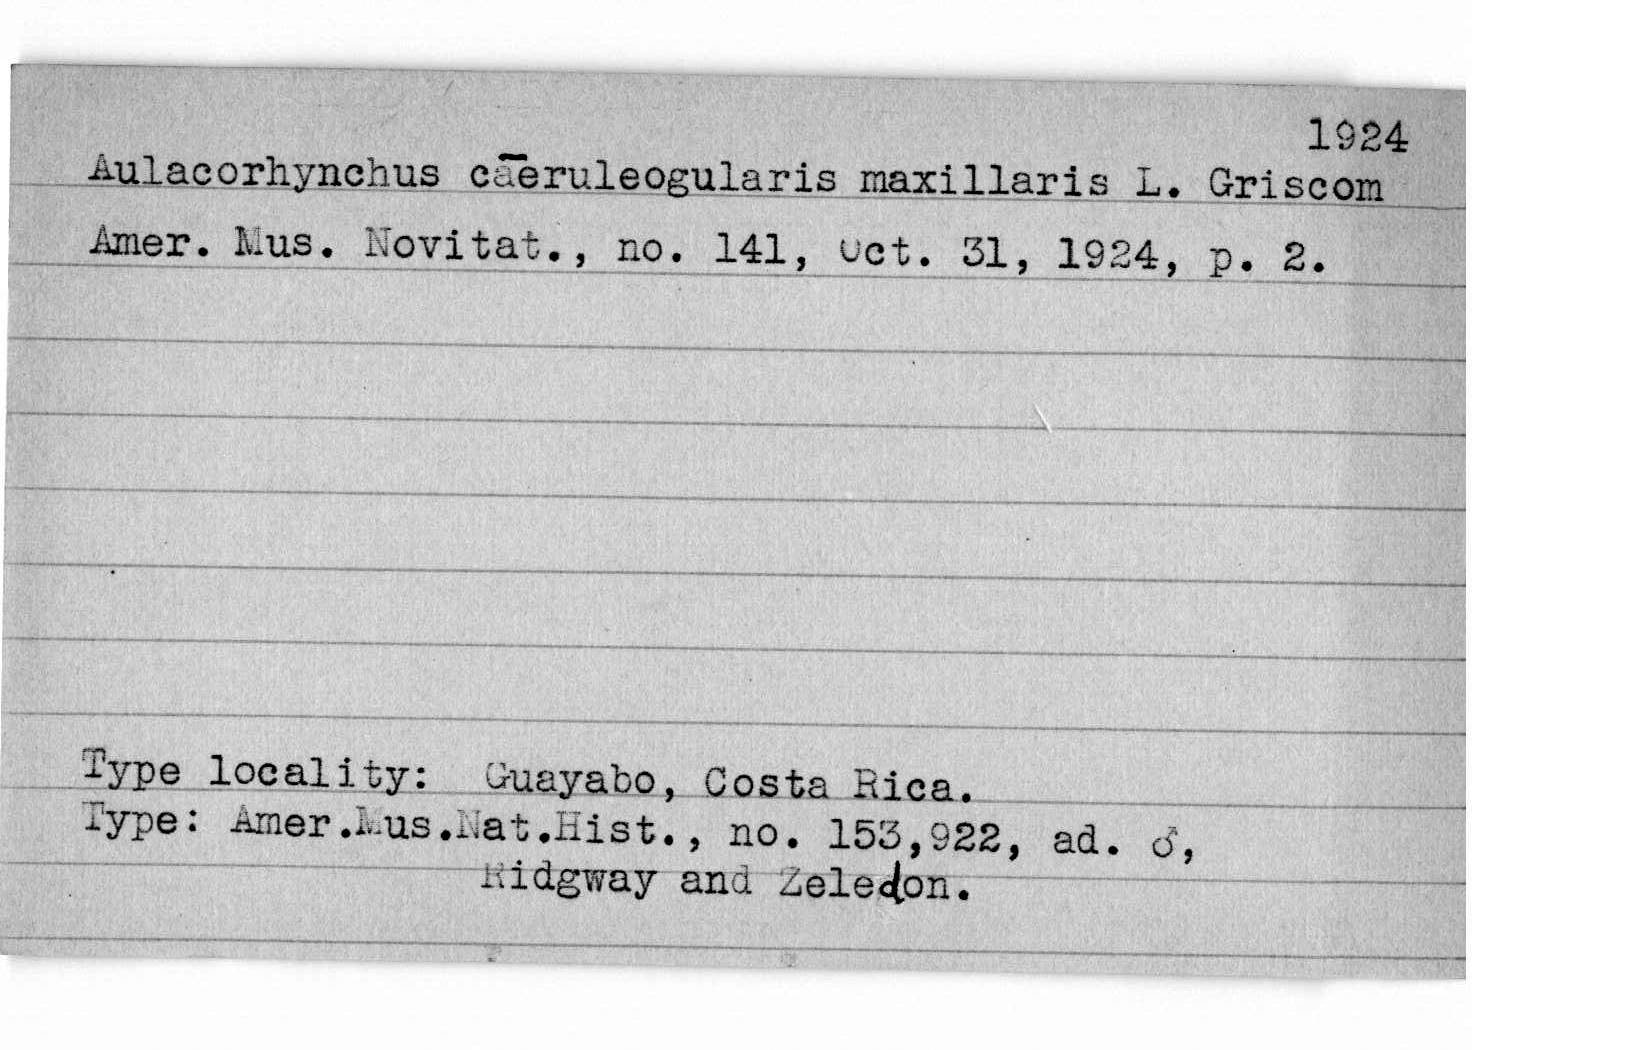 1924
Aulacorhynchus cæruleogularis maxillaris L. Griscom
Amer. Mus. Novitat., no. 141, Oct. 31, 1924, p. 2.
Type locality: Guayabo, Costa Rica.
Type: Amer.Mus.Nat.Hist., no. 153,922, ad. ♂,
Ridgway and Zeledon.